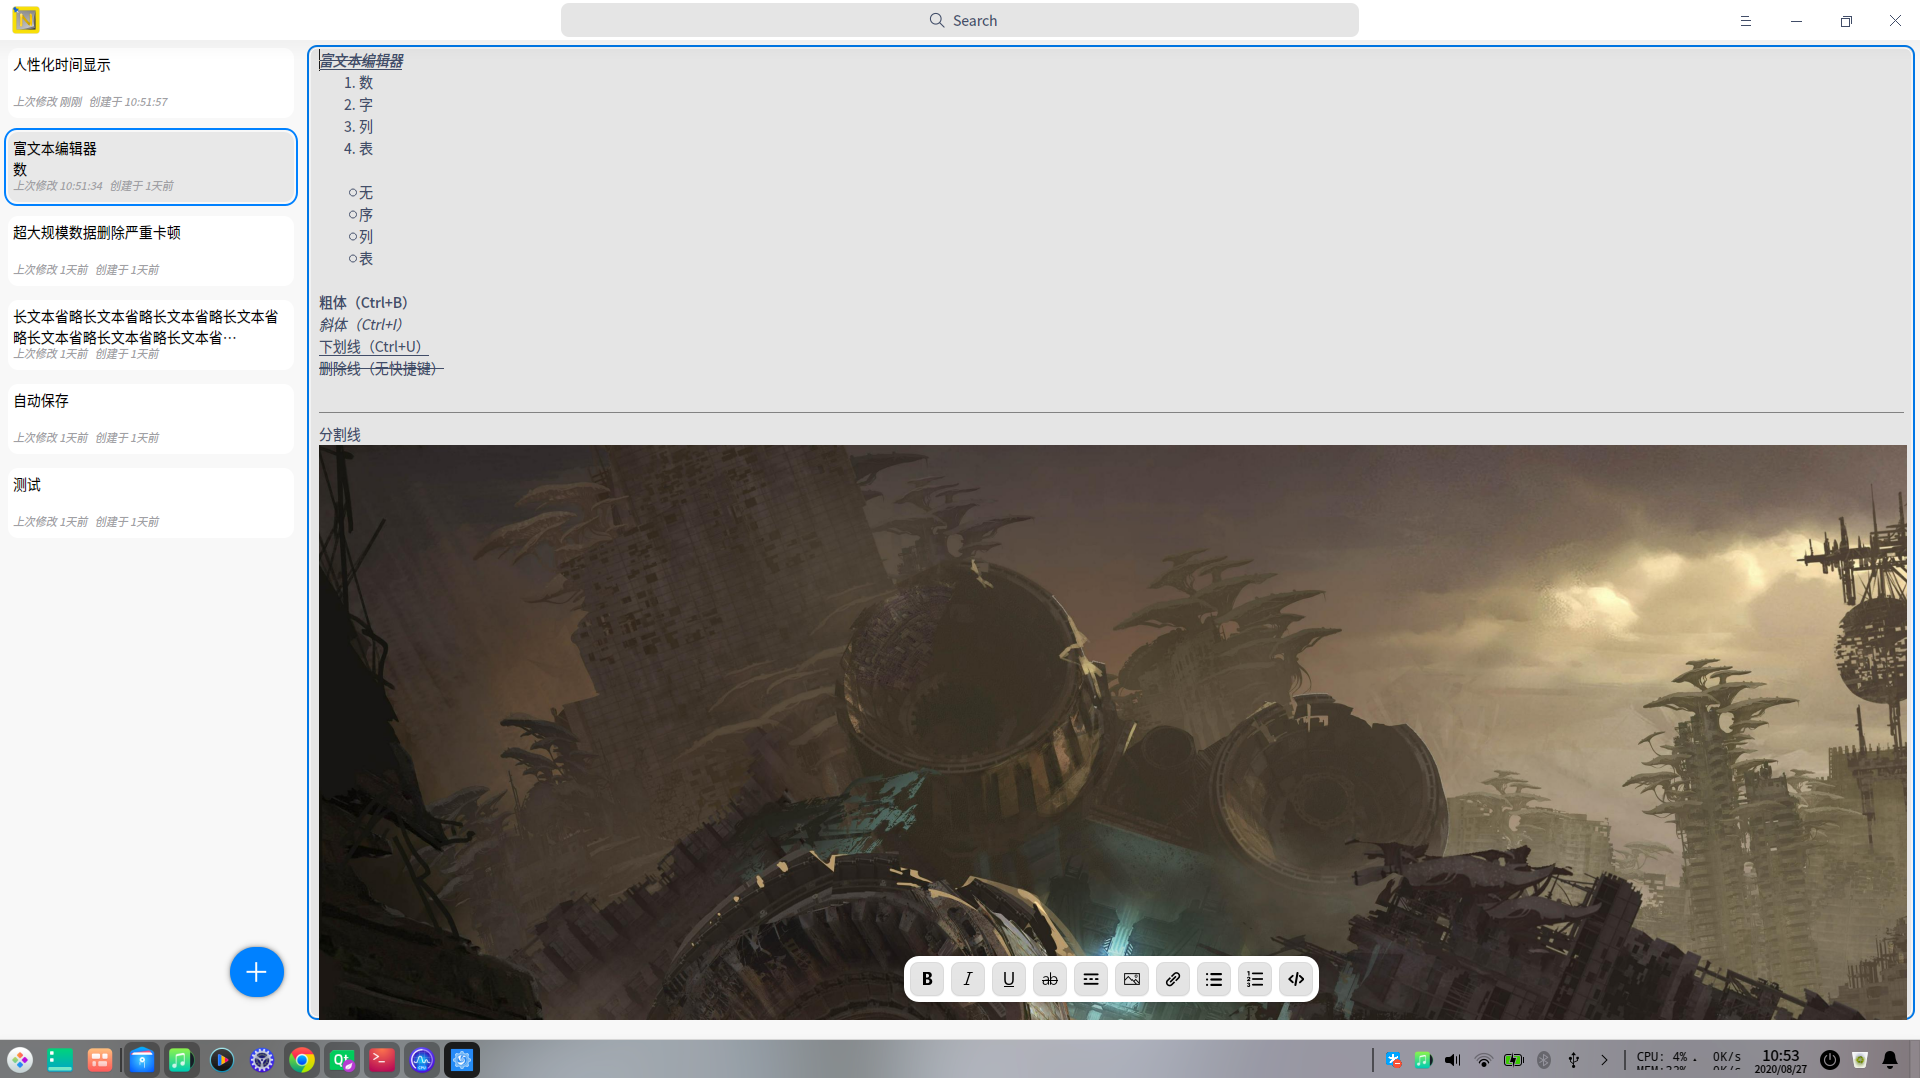 Search
人性化时间显示
上次修改 刚刚 创建于 10:51:57
富文本编辑器
数
上次修改 10:51:34 创建于 1天前
超大规模数据删除严重卡顿
上次修改 1天前 创建于 1天前
长文本省略长文本省略长文本省略长文本省
略长文本省略长文本省略长文本省…
上次修改 1天前 创建于 1天前
自动保存
上次修改 1天前 创建于 1天前
测试
上次修改 1天前 创建于 1天前
富文本编辑器
1. 数
2. 字
3. 列
4. 表
无
序
列
表
粗体（Ctrl+B）
斜体（Ctrl+I）
下划线（Ctrl+U）
删除线（无快捷键）
分割线
B I U ab
CPU: 4% 0K/s
10:53
2020/08/27